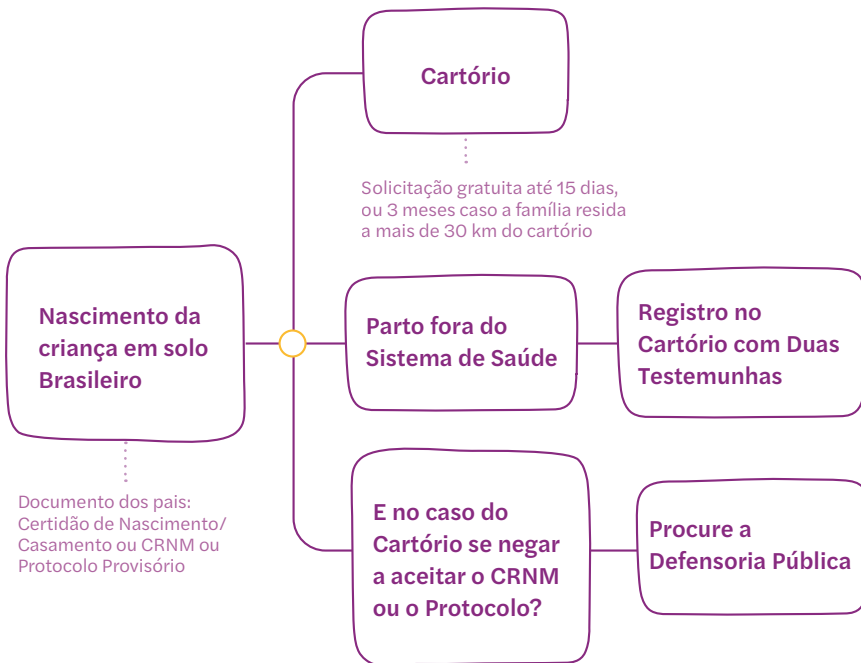 Cartório
Solicitação gratuita até 15 dias,
ou 3 meses caso a família resida
a mais de 30 km do cartório
Nascimento da
criança em solo
Brasileiro
Documento dos pais:
Certidão de Nascimento/
Casamento ou CRNM ou
Protocolo Provisório
Parto fora do
Sistema de Saúde
Registro no
Cartório com Duas
Testemunhas
E no caso do
Cartório se negar
a aceitar o CRNM
ou o Protocolo?
Procure a
Defensoria Pública